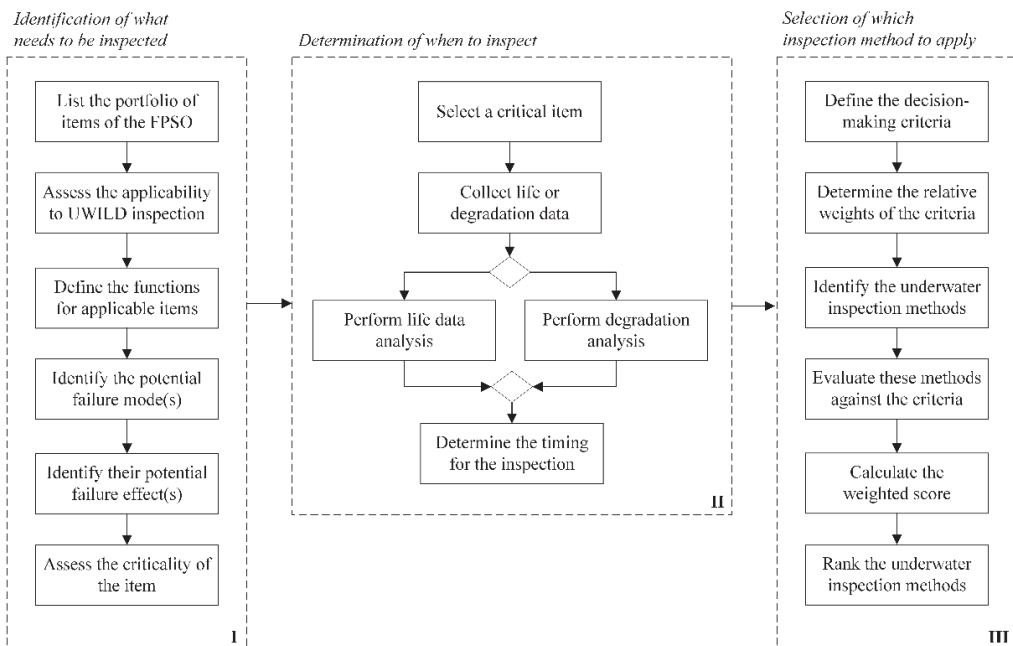 Identification of what
needs to be inspected
List the portfolio of
items of the FPSO
Assess the applicability
to UWILD inspection
Define the functions
for applicable items
Identify the potential
failure mode(s)
Identify their potential
failure effect(s)
Assess the criticality of
the item
I
Determination of when to inspect
Select a critical item
Collect life or
degradation data
Perform life data
analysis
Perform degradation
analysis
Determine the timing
for the inspection
II
Selection of which
inspection method to apply
Define the decision-
making criteria
Determine the relative
weights of the criteria
Identify the underwater
inspection methods
Evaluate these methods
against the criteria
Calculate the
weighted score
Rank the underwater
inspection methods
III